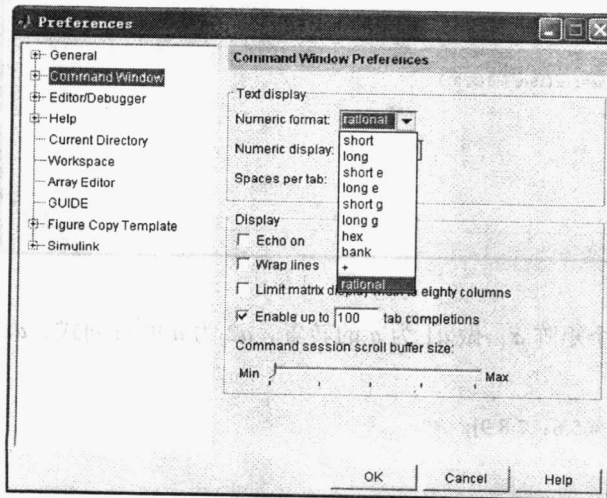 Preferences
General
Command Window
Editor/Debugger
Help
Current Directory
Workspace
Array Editor
GUIDE
Figure Copy Template
Simulink
Command Window Preferences
Text display
Numeric format: rational
Numeric display:
Spaces per tab:
short
long
short e
long e
short g
long g
hex
bank
+
rational
Display
Echo on
Wrap lines
Limit matrix display to eighty columns
Enable up to 100 tab completions
Command session scroll buffer size:
Min Max
OK Cancel Help